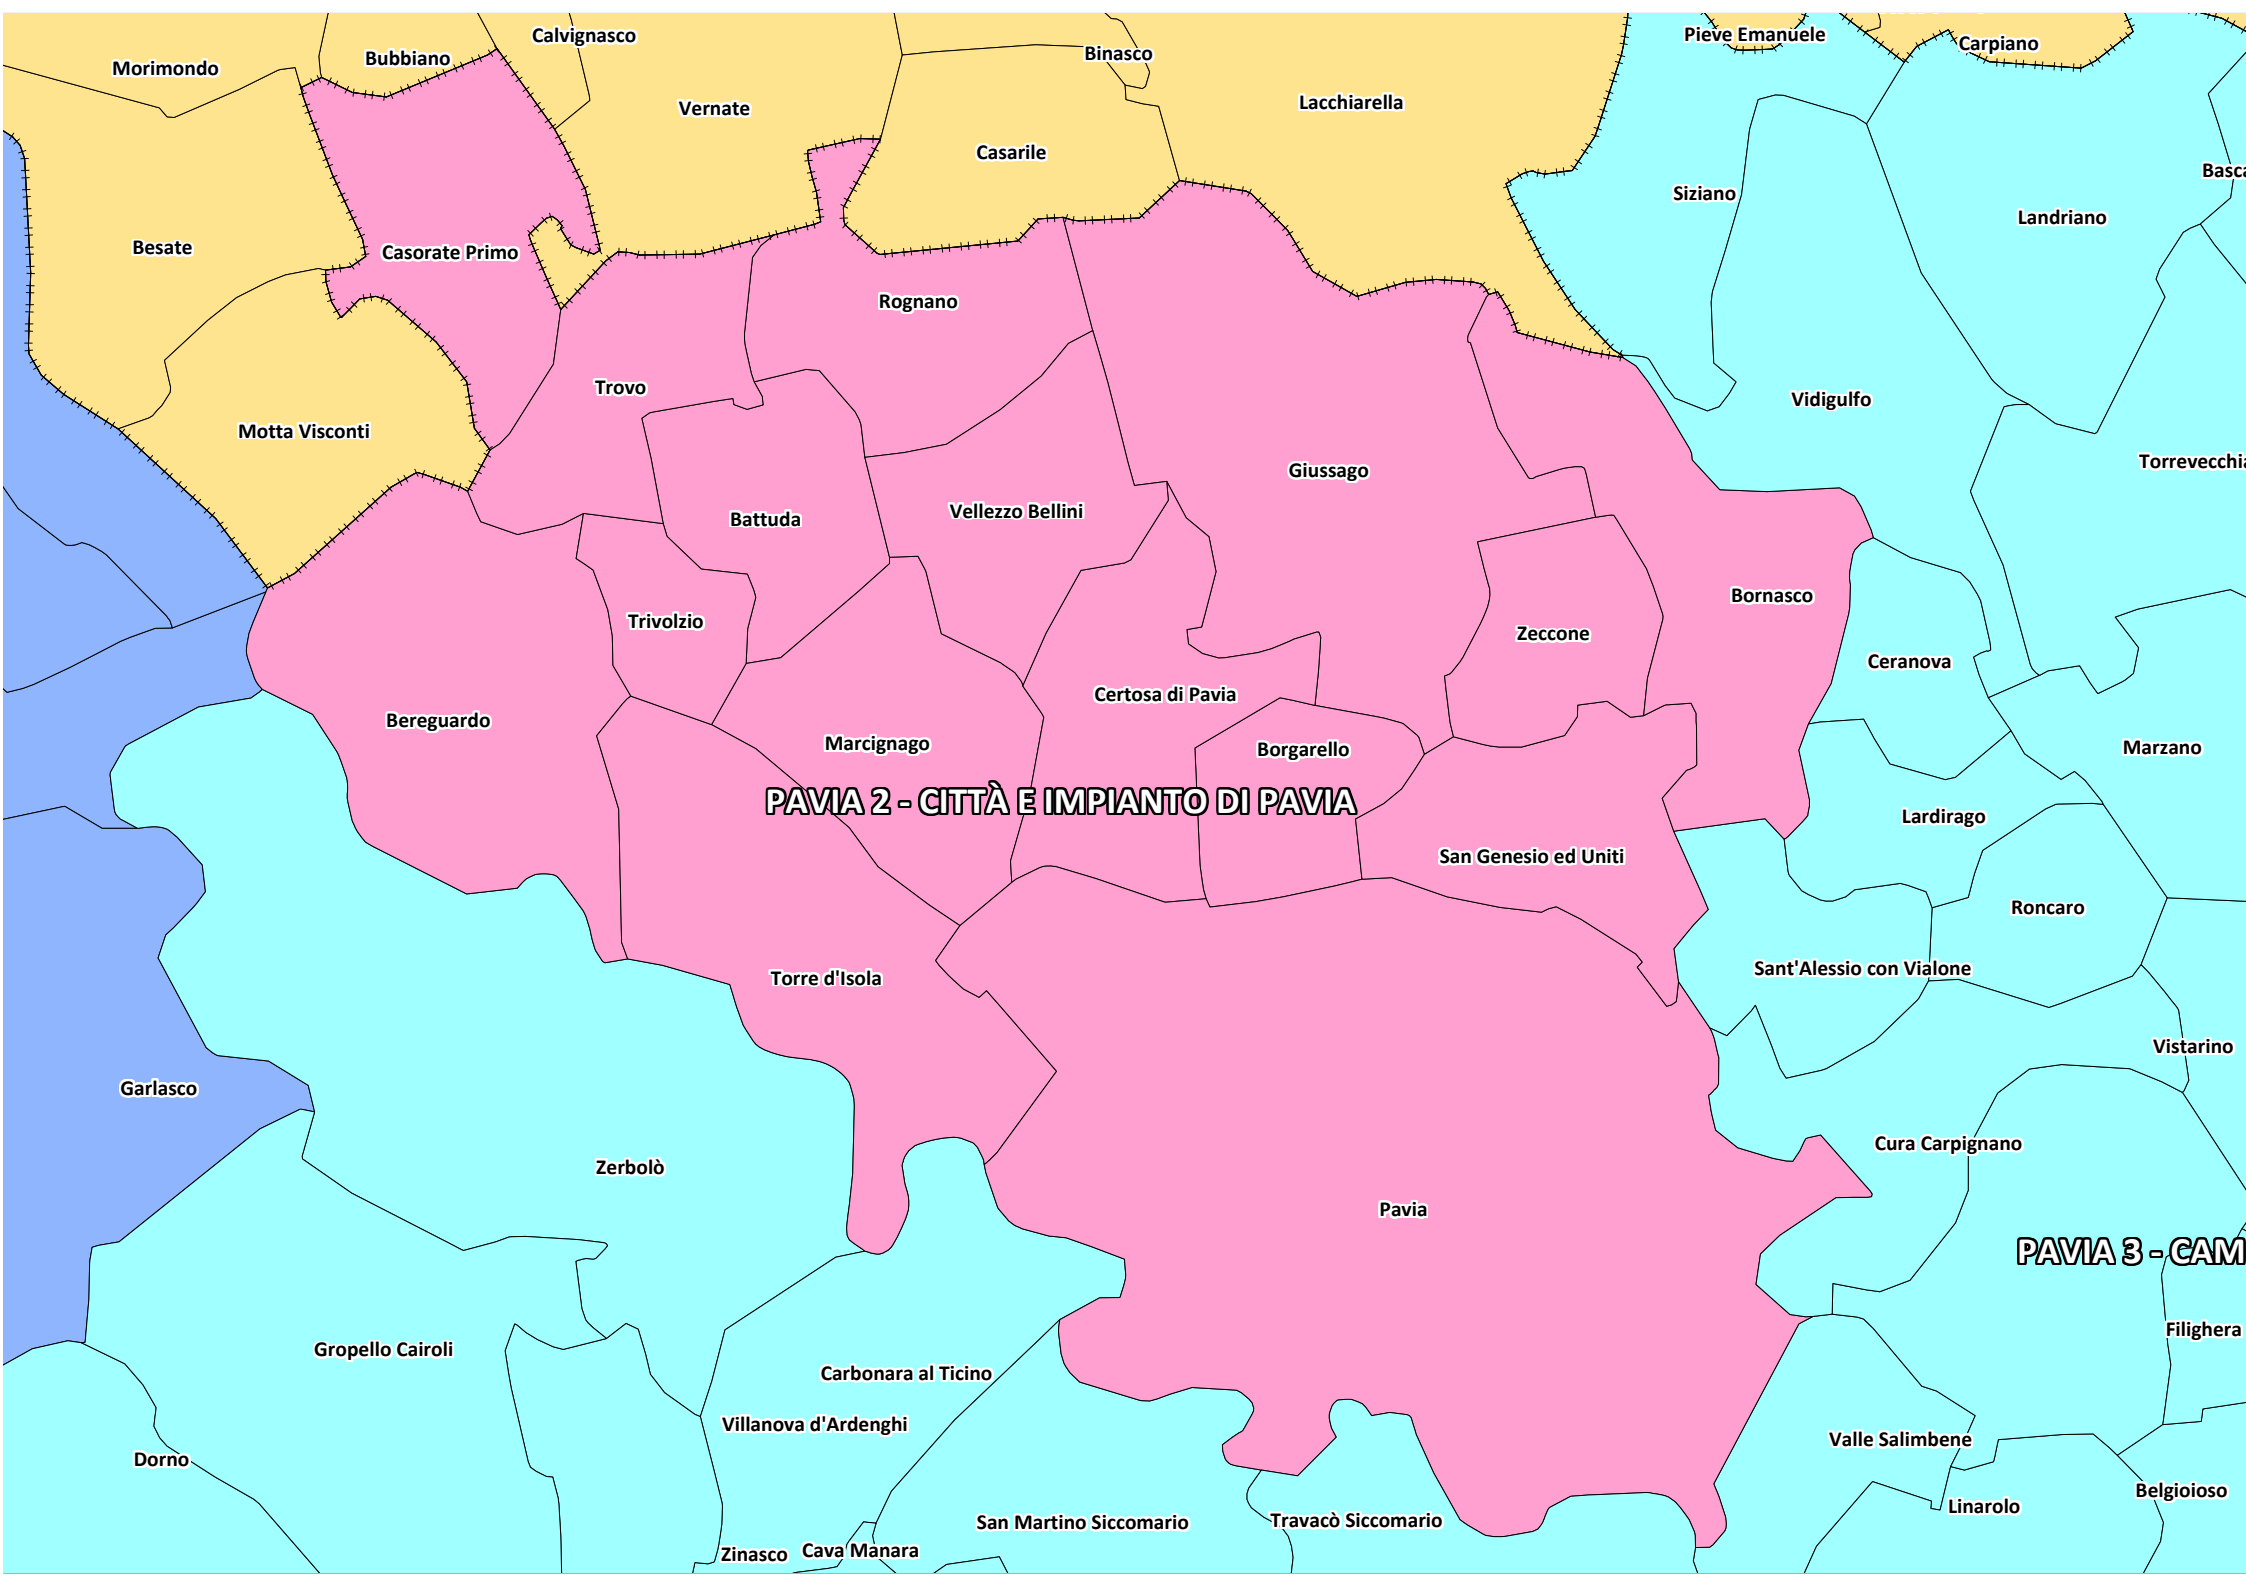 Calvignasco
Pieve Emanuele
Carpiano
Binasco
Bubbiano
Morimondo
Lacchiarella
Vernate
Casarile
Basca
Siziano
Landriano
Besate
Casorate Primo
Rognano
Trovo
Vidigulfo
Motta Visconti
Torrevecchia
Giussago
Vellezzo Bellini
Battuda
Bornasco
Trivolzio
Zeccone
Ceranova
Certosa di Pavia
Bereguardo
Marcignago
Borgarello
Marzano
PAVIA 2 - CITTÀ E IMPIANTO DI PAVIA
Lardirago
San Genesio ed Uniti
Roncaro
Sant'Alessio con Vialone
Torre d'Isola
Vistarino
Garlasco
Cura Carpignano
Zerbolò
Pavia
PAVIA 3 - CAM
Filighera
Gropello Cairoli
Carbonara al Ticino
Villanova d'Ardenghi
Valle Salimbene
Dorno
Belgioioso
Linarolo
San Martino Siccomario
Travacò Siccomario
Cava Manara
Zinasco